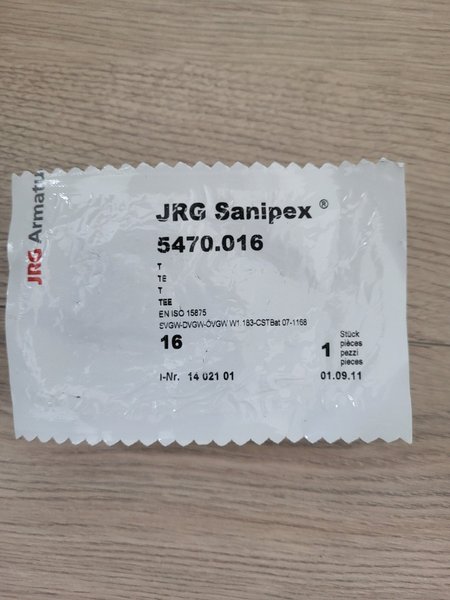 JRG Armatu
JRG Sanipex ®
5470.016
T
TE
T
TEE
EN ISO 15875
SVGW-DVGW-ÖVGW W1.183-CSTBat 07-1168
16
1
Stück
pièces
pezzi
pieces
I-Nr. 14 021 01
01.09.11